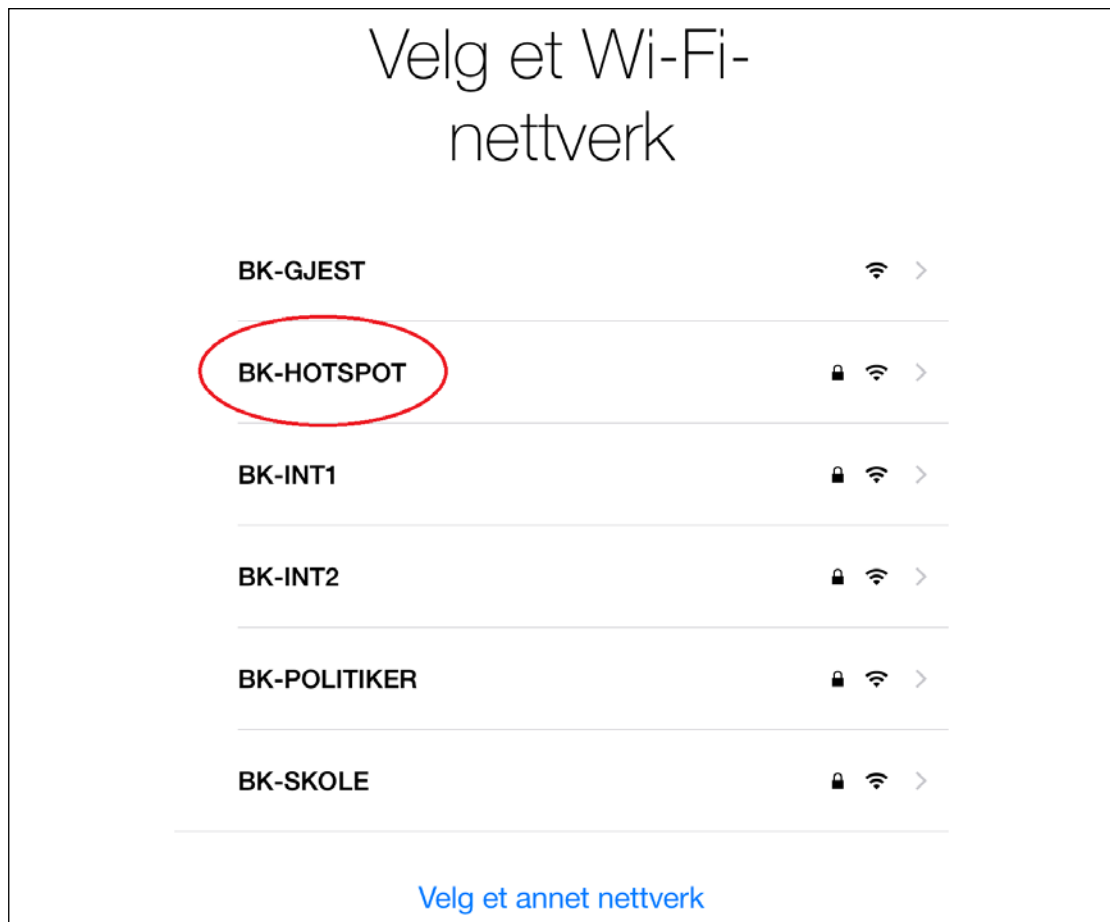 Velg et Wi-Fi-
nettverk
BK-GJEST
BK-HOTSPOT
BK-INT1
BK-INT2
BK-POLITIKER
BK-SKOLE
Velg et annet nettverk